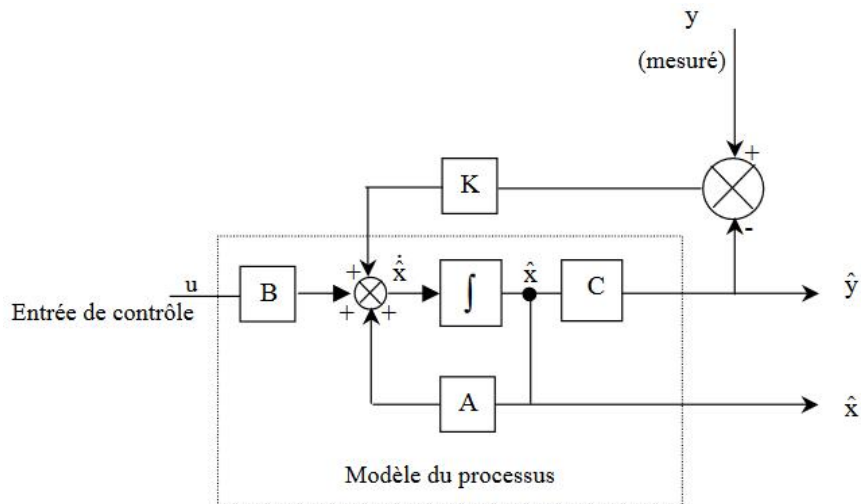 y
(mesuré)
+
K
-
u
B
+
+
+
ẋ̂
∫
x̂
C
ŷ
Entrée de contrôle
A
x̂
Modèle du processus